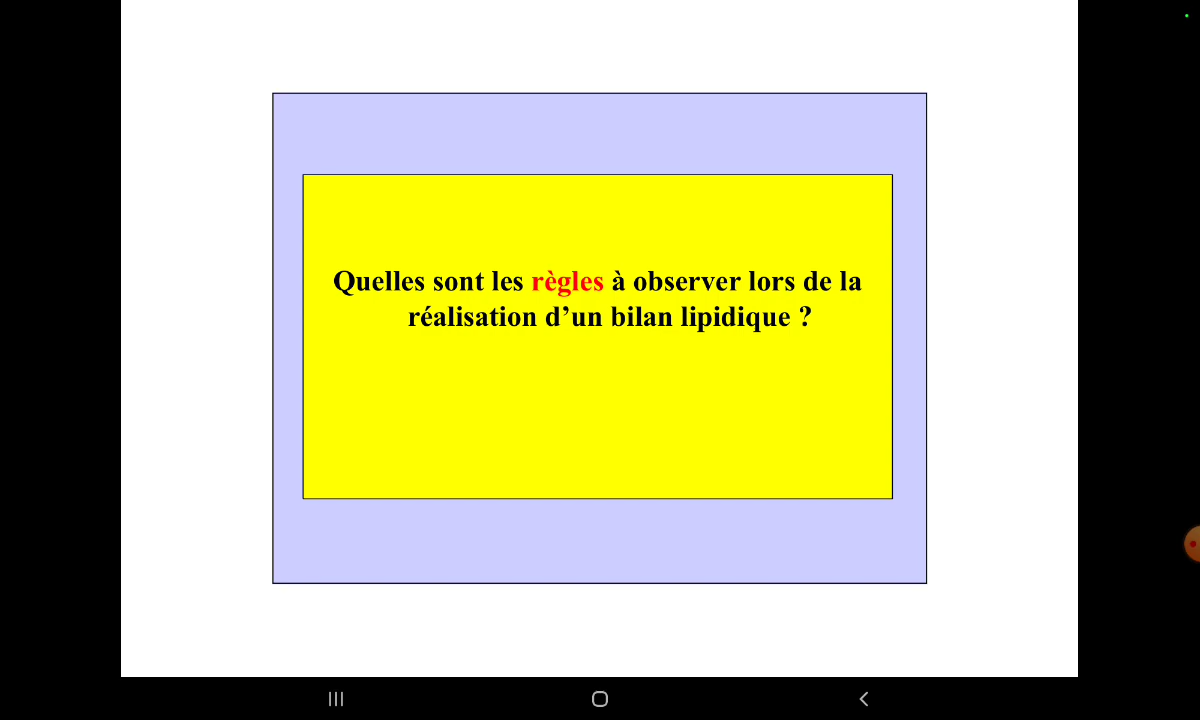 Quelles sont les règles à observer lors de la
réalisation d’un bilan lipidique ?